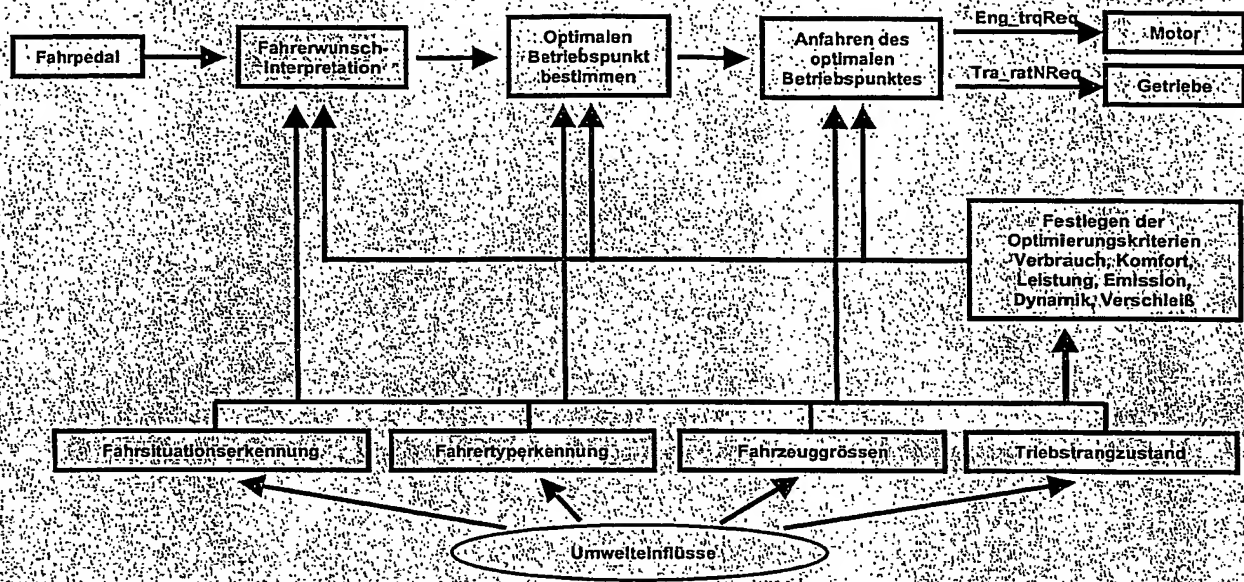 Fahrpedal
Fahrerwunsch-
Interpretation
Optimalen
Betriebspunkt
bestimmen
Anfahren des
optimalen
Betriebspunktes
Eng_trqReq
Motor
Tra_ratNReq
Getriebe
Festlegen der
Optimierungskriterien
Verbrauch, Komfort,
Leistung, Emission,
Dynamik, Verschleiß
Fahrsituationserkennung
Fahrertyperkennung
Fahrzeuggrössen
Triebstrangzustand
Umwelteinflüsse